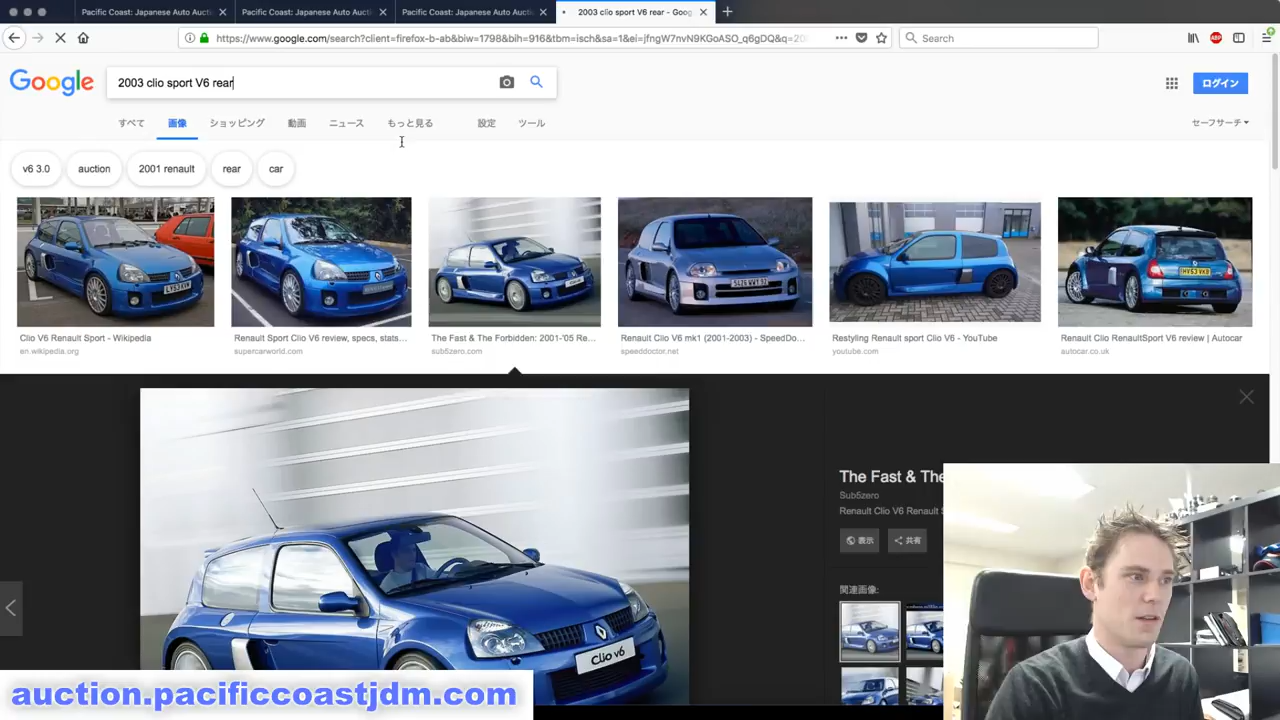 Pacific Coast: Japanese Auto Aucti
Pacific Coast: Japanese Auto Aucti
Pacific Coast: Japanese Auto Aucti
2003 clio sport V6 rear - Goog
https://www.google.com/search?client=firefox-b-ab&biw=1798&bih=916&tbm=isch&sa=1&ei=jfngW7nvN9KGoASO_q6gDQ&q=20
Search
Google
2003 clio sport V6 rear
ログイン
すべて
画像
ショッピング
動画
ニュース
もっと見る
設定
ツール
セーフサーチ
v6 3.0
auction
2001 renault
rear
car
Clio V6 Renault Sport - Wikipedia
en.wikipedia.org
Renault Sport Clio V6 review, specs, stats...
supercarworld.com
The Fast & The Forbidden: 2001-'05 Re...
sub5zero.com
Renault Clio V6 mk1 (2001-2003) - SpeedDo...
speeddoctor.net
Restyling Renault sport Clio V6 - YouTube
youtube.com
Renault Clio RenaultSport V6 review | Autocar
autocar.co.uk
Clio v6
The Fast & The
Sub5zero
Renault Clio V6 Renault S
表示
共有
関連画像:
auction.pacificcoastjdm.com